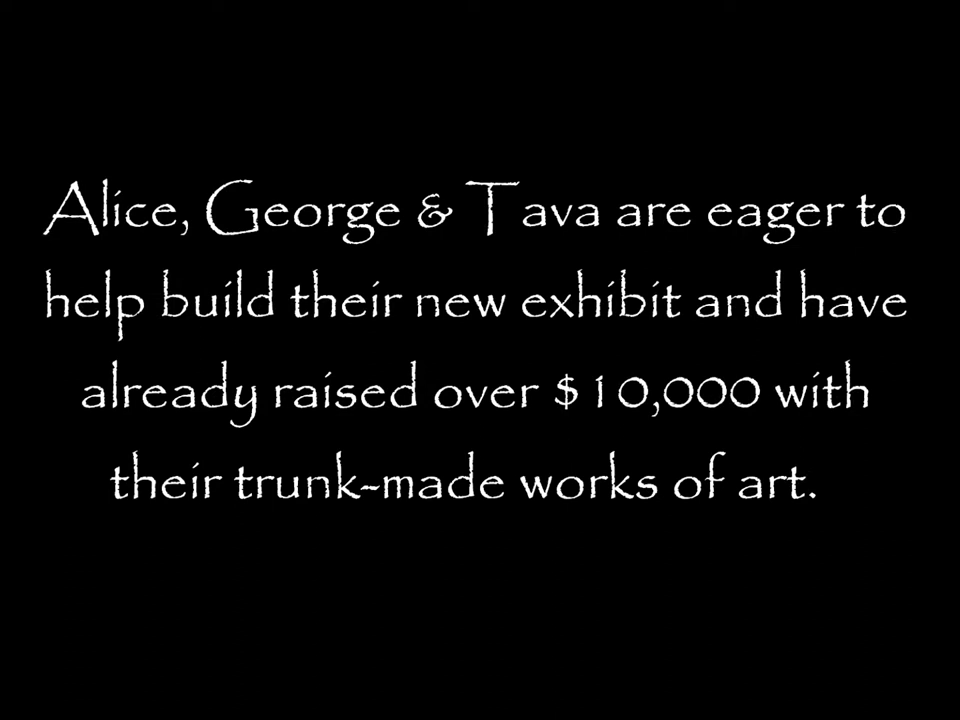 Alice, George & Tava are eager to
help build their new exhibit and have
already raised over $10,000 with
their trunk-made works of art.